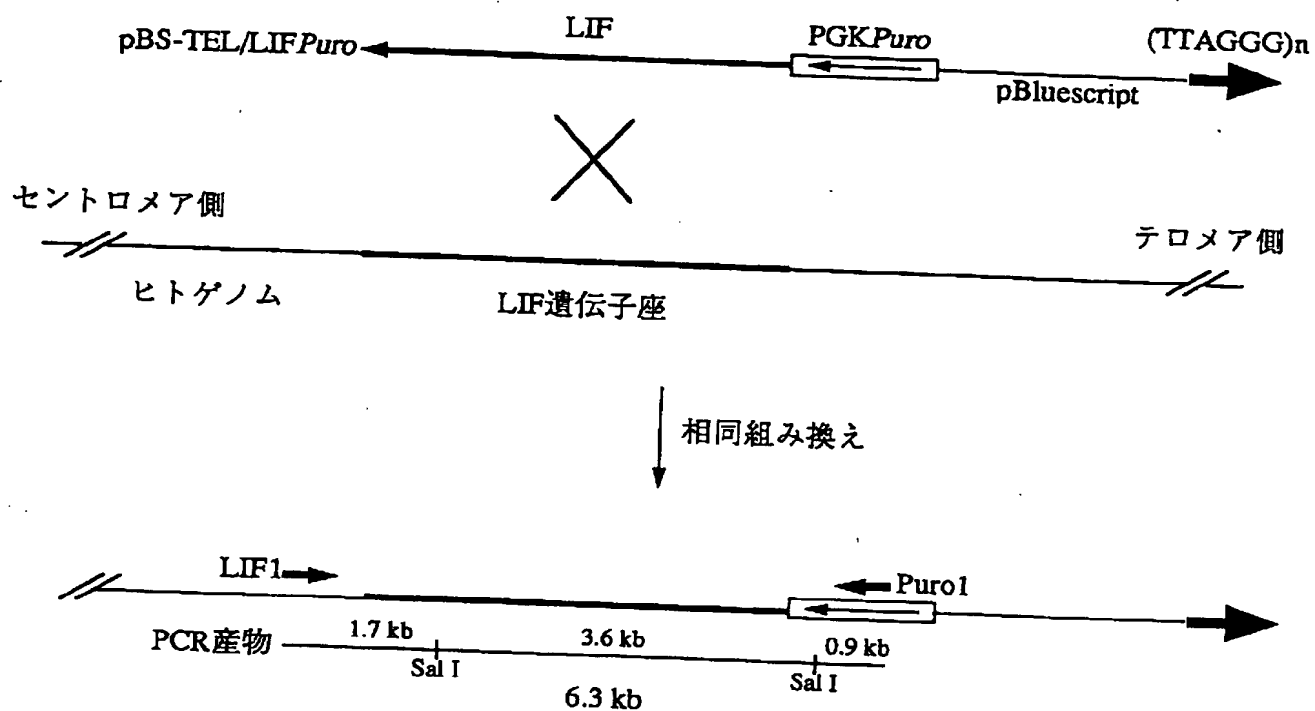 LIF
PGKPuro
(TTAGGG)n
pBS-TEL/LIFPuro
pBluescript
セントロメア側
テロメア側
ヒトゲノム
LIF遺伝子座
相同組み換え
LIF1
Puro1
1.7 kb
3.6 kb
0.9 kb
PCR産物
Sal I
Sal I
6.3 kb